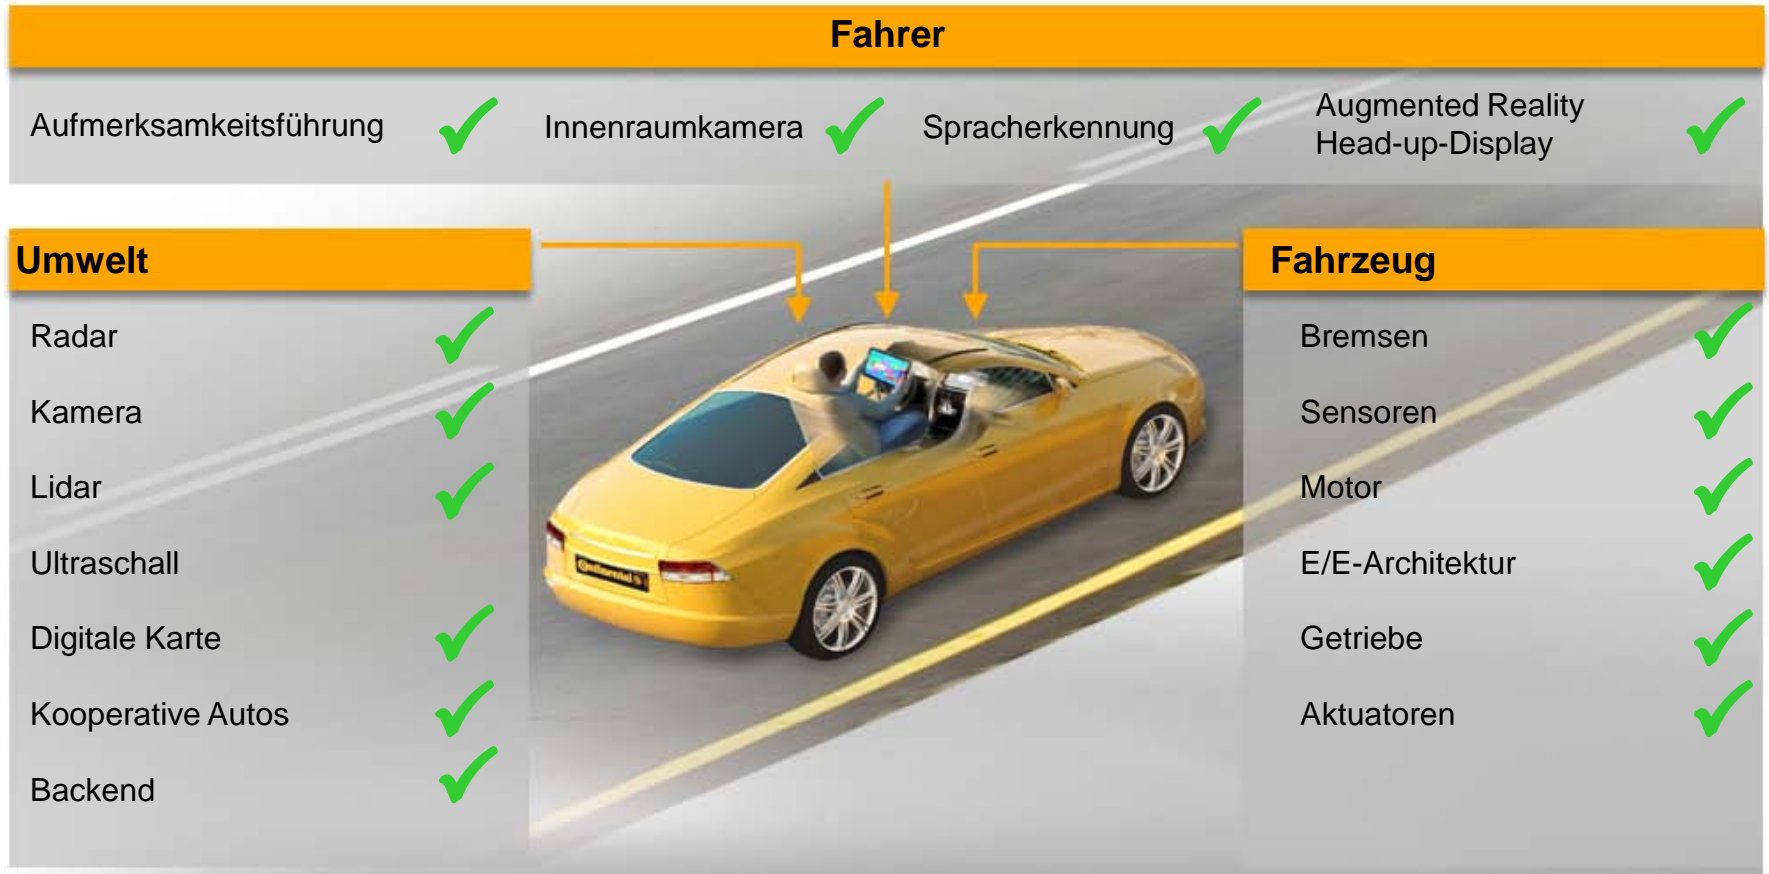 Fahrer
Aufmerksamkeitsführung
Innenraumkamera
Spracherkennung
Augmented Reality
Head-up-Display
Umwelt
Radar
Kamera
Lidar
Ultraschall
Digitale Karte
Kooperative Autos
Backend
Continental
Fahrzeug
Bremsen
Sensoren
Motor
E/E-Architektur
Getriebe
Aktuatoren